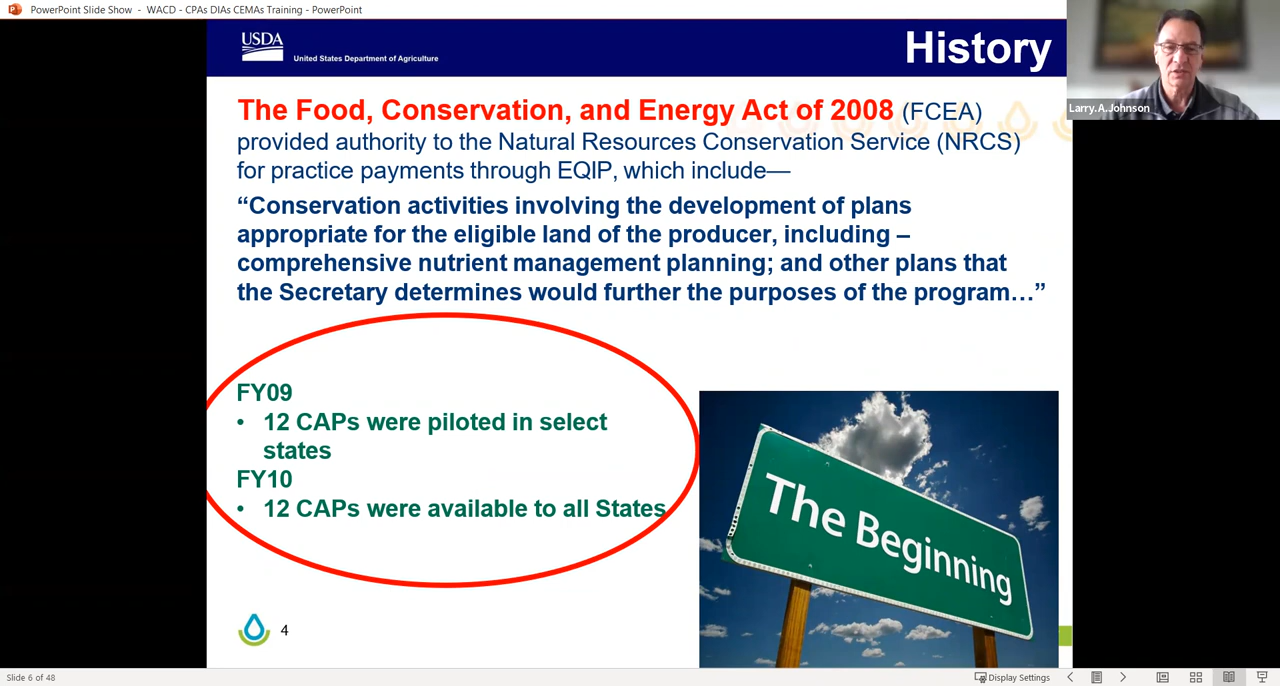 PowerPoint Slide Show - WACD - CPAs DIAs CEMAs Training - PowerPoint
USDA
United States Department of Agriculture
History
Larry.A.Johnson
The Food, Conservation, and Energy Act of 2008 (FCEA)
provided authority to the Natural Resources Conservation Service (NRCS)
for practice payments through EQIP, which include—
“Conservation activities involving the development of plans
appropriate for the eligible land of the producer, including –
comprehensive nutrient management planning; and other plans that
the Secretary determines would further the purposes of the program…”
FY09
• 12 CAPs were piloted in select
states
FY10
• 12 CAPs were available to all States
The Beginning
4
Slide 6 of 48
Display Settings